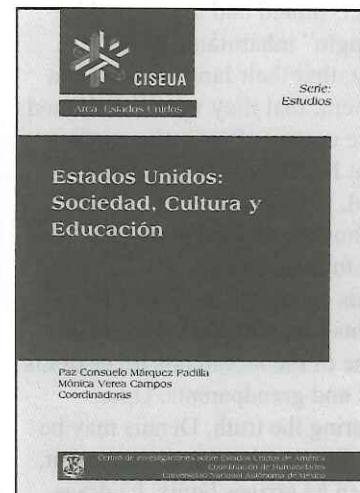 CISEUA
Area: Estados Unidos
Serie:
Estudios
Estados Unidos:
Sociedad, Cultura y
Educación
Paz Consuelo Márquez Padilla
Mónica Verea Campos
Coordinadoras
Centro de Investigaciones sobre Estados Unidos de América
Coordinación de Humanidades
Universidad Nacional Autónoma de México